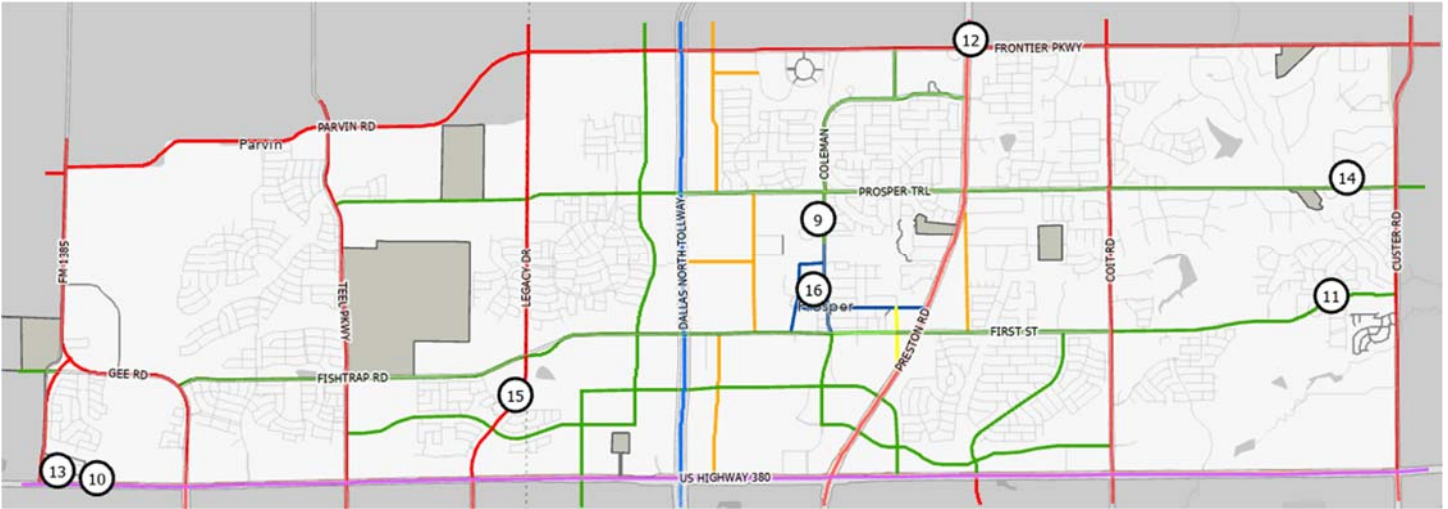 12
FRONTIER PKWY
PARVIN RD
Parvin
COLEMAN
PROSPER TRL
14
9
FM 1385
TEEL PKWY
LEGACY DR
DALLAS NORTH TOLLWAY
COIT RD
CUSTER RD
16
Prosper
11
FIRST ST
PRESTON RD
GEE RD
FISHTRAP RD
15
13
10
US HIGHWAY 380